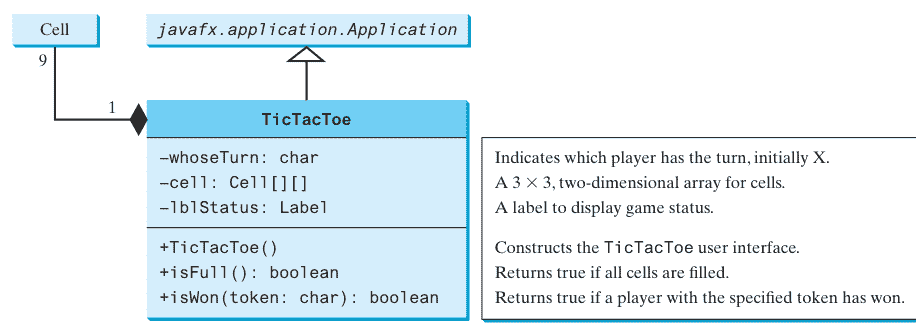 Cell
javafx.application.Application
9
1
TicTacToe
–whoseTurn: char
Indicates which player has the turn, initially X.
–cell: Cell[][]
A 3 × 3, two-dimensional array for cells.
–lblStatus: Label
A label to display game status.
+TicTacToe()
Constructs the TicTacToe user interface.
+isFull(): boolean
Returns true if all cells are filled.
+isWon(token: char): boolean
Returns true if a player with the specified token has won.